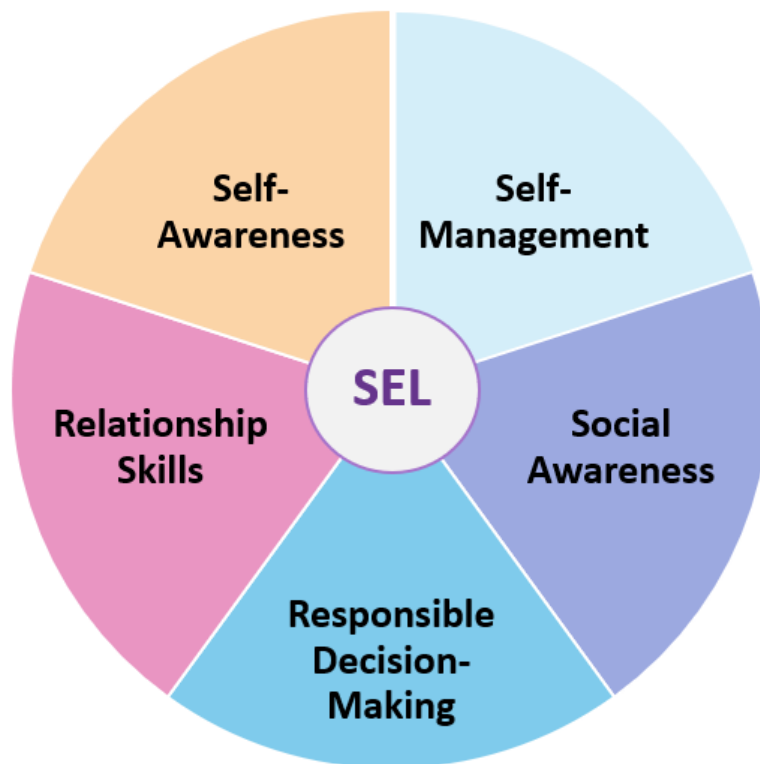 Self-
Awareness
Self-
Management
SEL
Relationship
Skills
Social
Awareness
Responsible
Decision-
Making